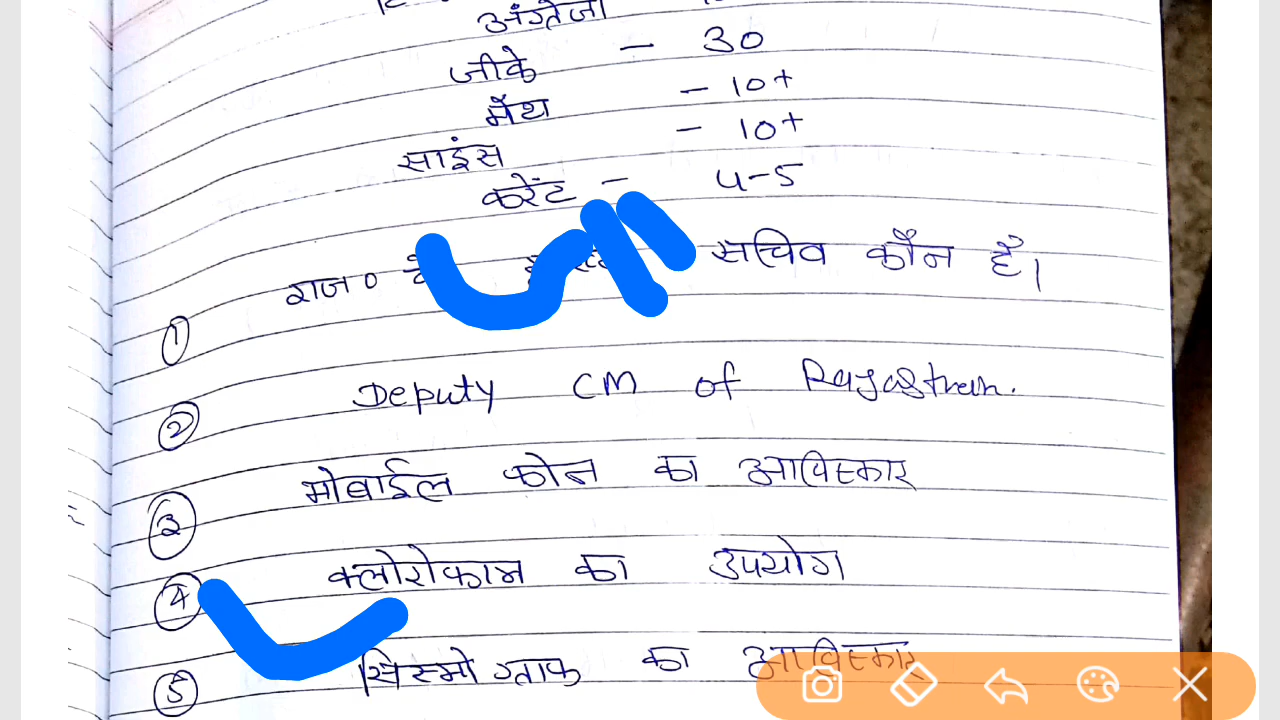 जीके - 30
मैथ - 10+
साइंस - 10+
करेंट - 4-5
① राज० सचिव कौन है।
② Deputy CM of Rajasthan.
③ मोबाईल फोन का आविष्कार
④ क्लोरोफार्म का उपयोग
⑤ सिस्मोग्राफ का आविष्कार